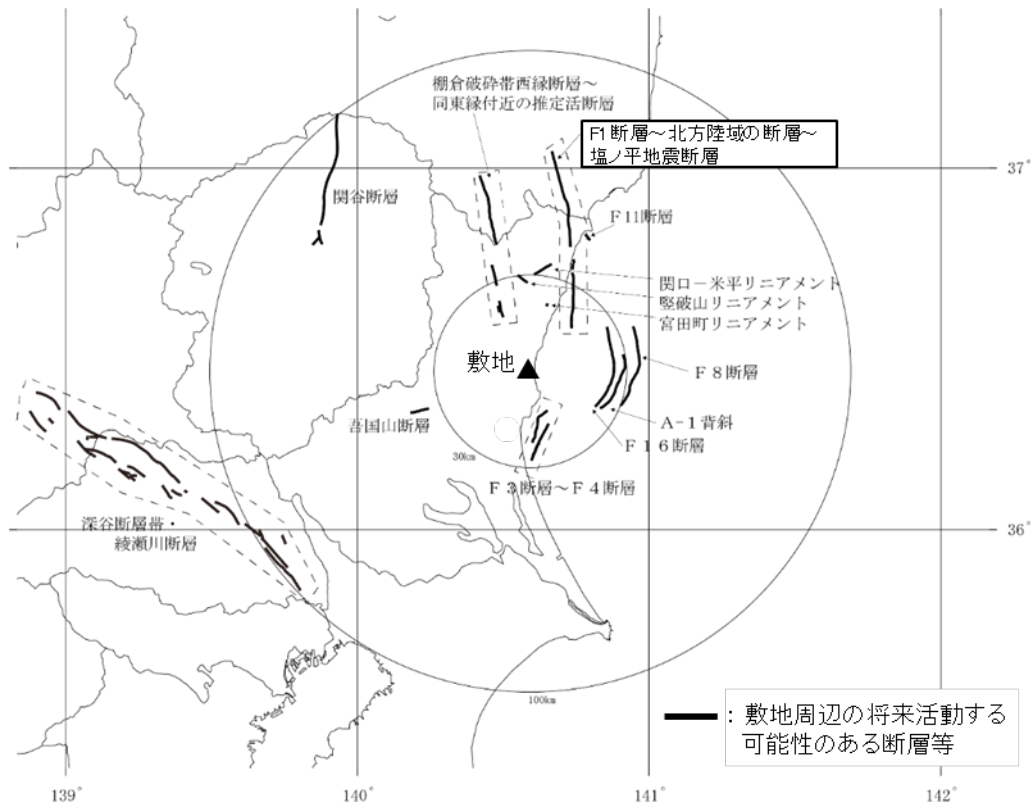 棚倉破砕帯西縁断層～
同東縁付近の推定活断層
F1断層～北方陸域の断層～
塩ノ平地震断層
37°
関谷断層
F11断層
関口－米平リニアメント
竪破山リニアメント
宮田町リニアメント
敷地
F8断層
A-1背斜
吾国山断層
F16断層
30km
F3断層～F4断層
深谷断層帯・
綾瀬川断層
36°
100km
：敷地周辺の将来活動する
可能性のある断層等
139°
140°
141°
142°